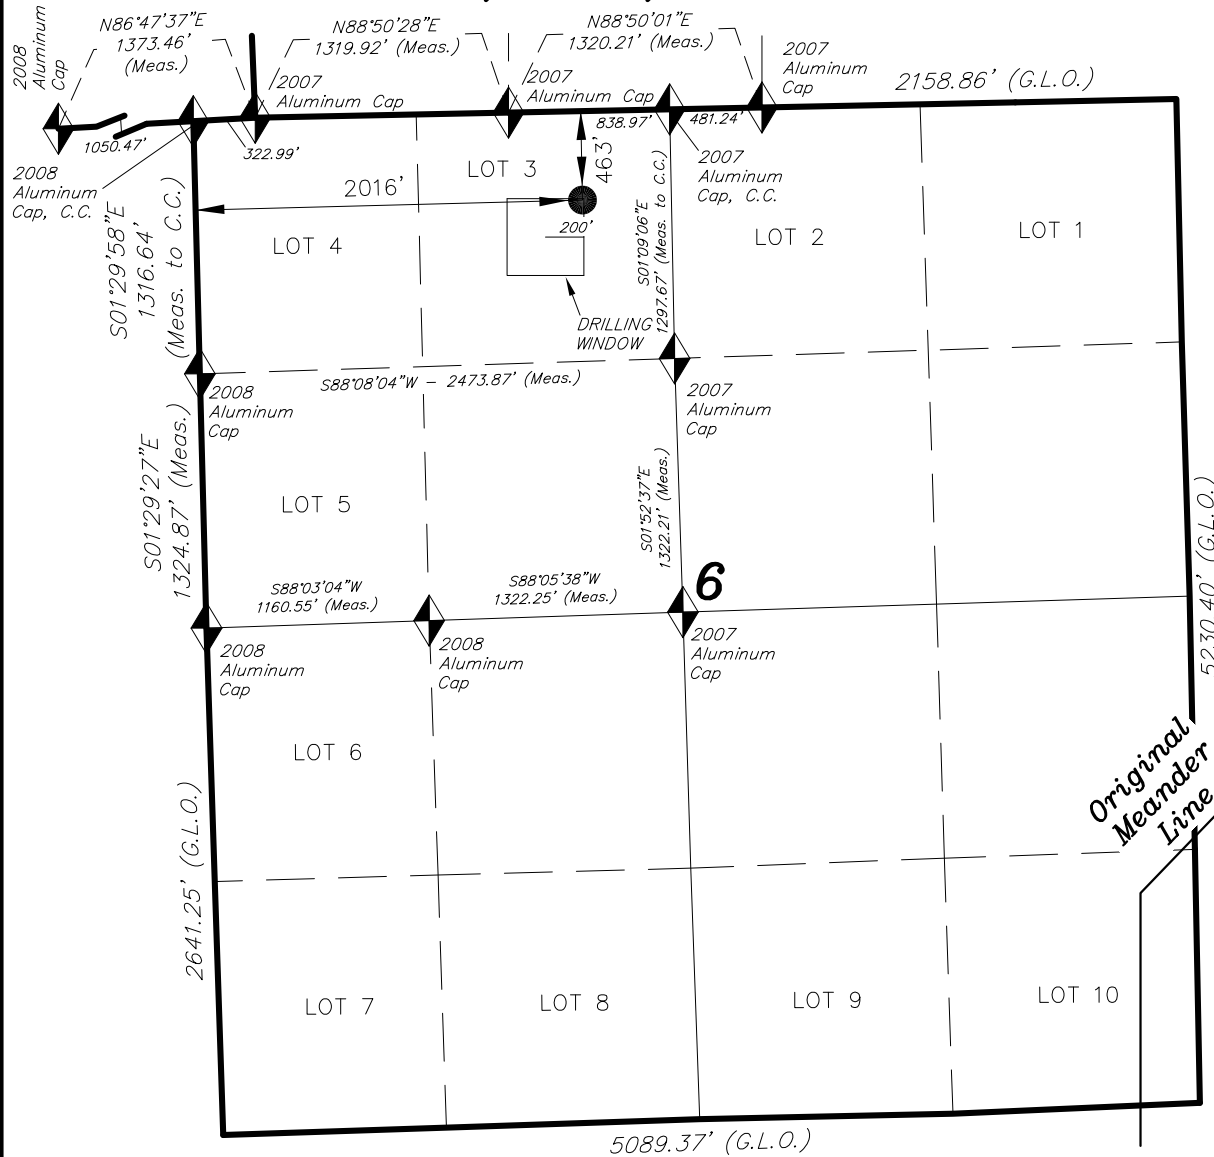 N86°47'37"E
1373.46'
(Meas.)
N88°50'28"E
1319.92' (Meas.)
N88°50'01"E
1320.21' (Meas.)
2008
Aluminum
Cap
2007
Aluminum Cap
2007
Aluminum Cap
2007
Aluminum
Cap
2158.86' (G.L.O.)
1050.47'
322.99'
838.97'
481.24'
2008
Aluminum
Cap, C.C.
2007
Aluminum
Cap, C.C.
LOT 3
463'
2016'
200'
LOT 4
LOT 2
LOT 1
S01°29'58"E
1316.64'
(Meas. to C.C.)
S01°09'06"E
1297.67' (Meas. to C.C.)
DRILLING
WINDOW
S88°08'04"W - 2473.87' (Meas.)
2008
Aluminum
Cap
2007
Aluminum
Cap
S01°29'27"E
1324.87' (Meas.)
LOT 5
S01°52'37"E
1322.21' (Meas.)
5230.40' (G.L.O.)
S88°03'04"W
1160.55' (Meas.)
S88°05'38"W
1322.25' (Meas.)
6
2008
Aluminum
Cap
2008
Aluminum
Cap
2007
Aluminum
Cap
LOT 6
Original
Meander
Line
2641.25' (G.L.O.)
LOT 7
LOT 8
LOT 9
LOT 10
5089.37' (G.L.O.)